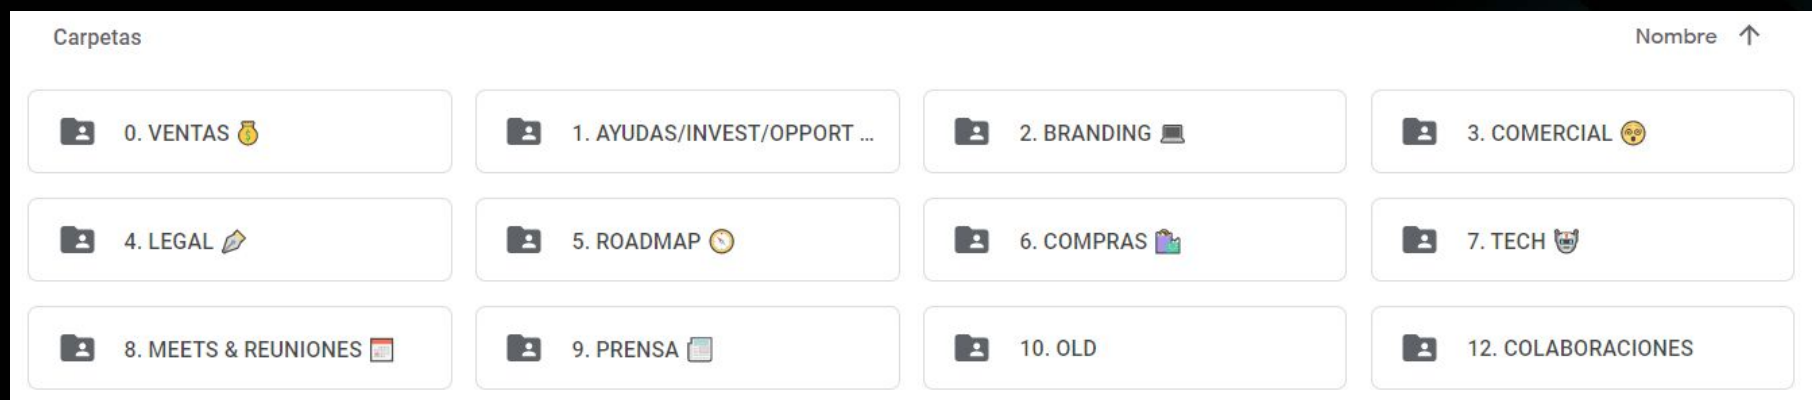 Carpetas
Nombre
0. VENTAS 💰
1. AYUDAS/INVEST/OPPORT ...
2. BRANDING 💻
3. COMERCIAL 😵
4. LEGAL ✒️
5. ROADMAP 🧭
6. COMPRAS 🛍️
7. TECH 🤖
8. MEETS & REUNIONES 📅
9. PRENSA 📰
10. OLD
12. COLABORACIONES